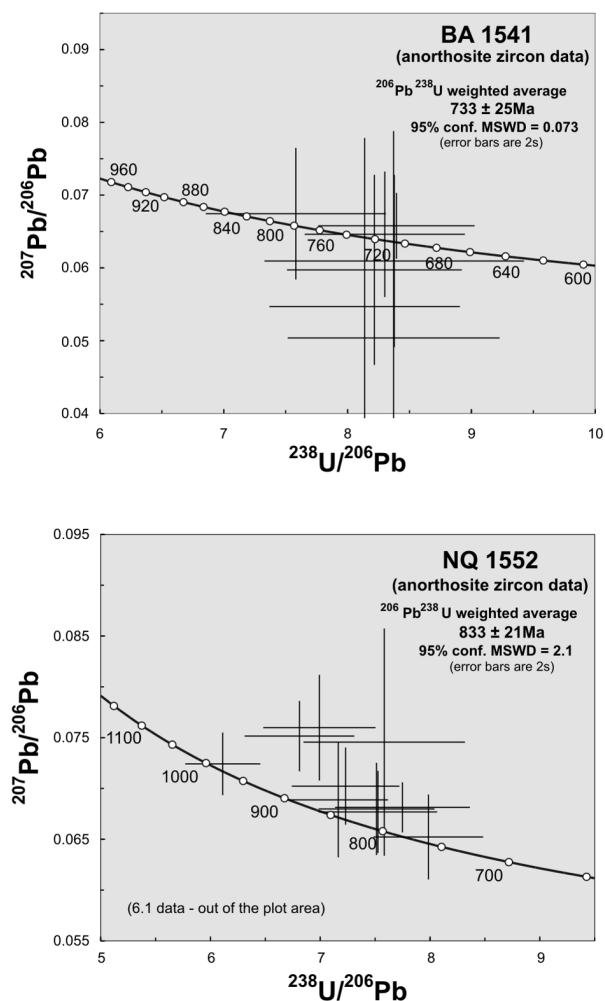 BA 1541
(anorthosite zircon data)
206Pb 238U weighted average
733 ± 25Ma
95% conf. MSWD = 0.073
(error bars are 2s)
0.09
0.08
0.07
0.06
0.05
0.04
207Pb/206Pb
960
920
880
840
800
760
720
680
640
600
6
7
8
9
10
238U/206Pb
NQ 1552
(anorthosite zircon data)
206 Pb238 U weighted average
833 ± 21Ma
95% conf. MSWD = 2.1
(error bars are 2s)
0.095
0.085
0.075
0.065
0.055
207Pb/206Pb
1100
1000
900
800
700
(6.1 data - out of the plot area)
5
6
7
8
9
238U/206Pb